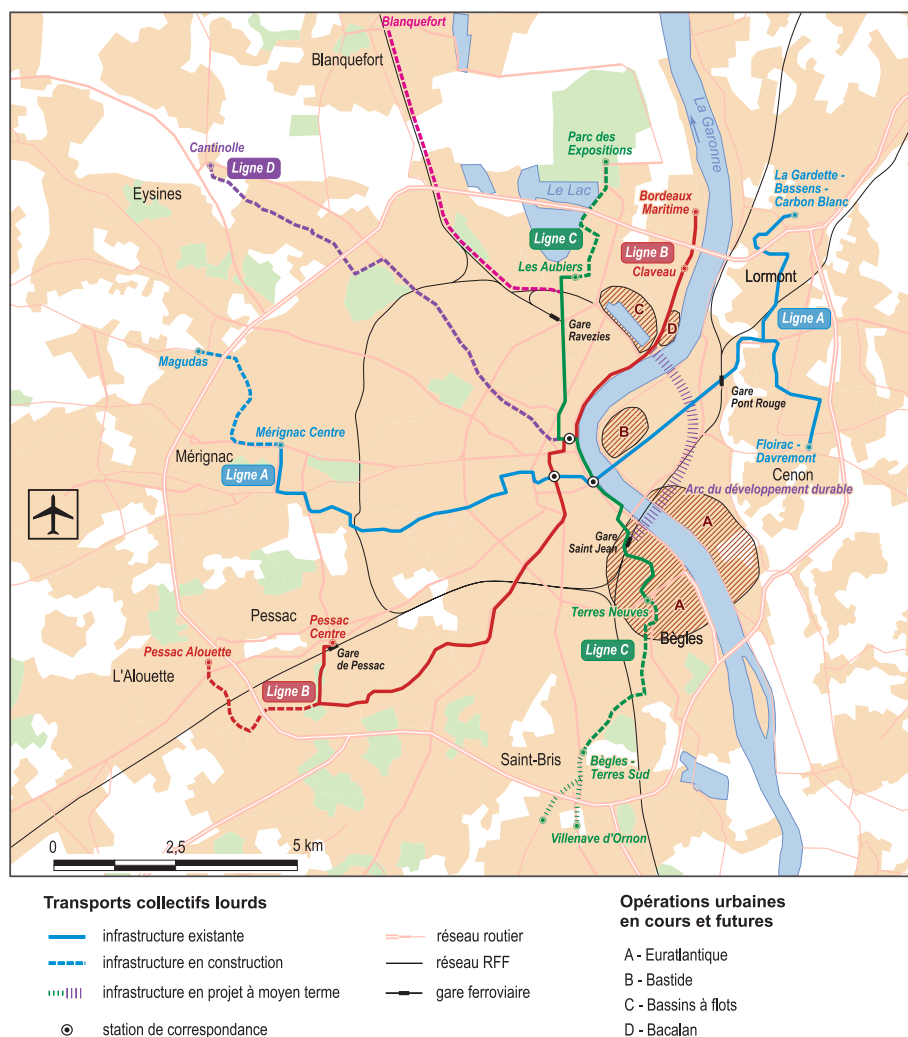 Blanquefort
Blanquefort
La Garonne
Parc des
Expositions
Cantinolle
Ligne D
La Gardette -
Bassens -
Carbon Blanc
Eysines
Le Lac
Bordeaux
Maritime
Ligne C
Ligne B
Les Aubiers
Claveau
Lormont
C
D
Ligne A
Gare
Ravezies
Magudas
Gare
Pont Rouge
Mérignac Centre
B
Floirac -
Davremont
Mérignac
Ligne A
Cenon
Arc du développement durable
A
Gare
Saint Jean
A
Terres Neuves
Pessac
Pessac
Centre
Bègles
Pessac Alouette
Gare
de Pessac
Ligne C
L'Alouette
Ligne B
Saint-Bris
Bègles -
Terres Sud
Villenave d'Ornon
0 2,5 5 km
Transports collectifs lourds
infrastructure existante
infrastructure en construction
infrastructure en projet à moyen terme
station de correspondance
réseau routier
réseau RFF
gare ferroviaire
Opérations urbaines
en cours et futures
A - Euratlantique
B - Bastide
C - Bassins à flots
D - Bacalan